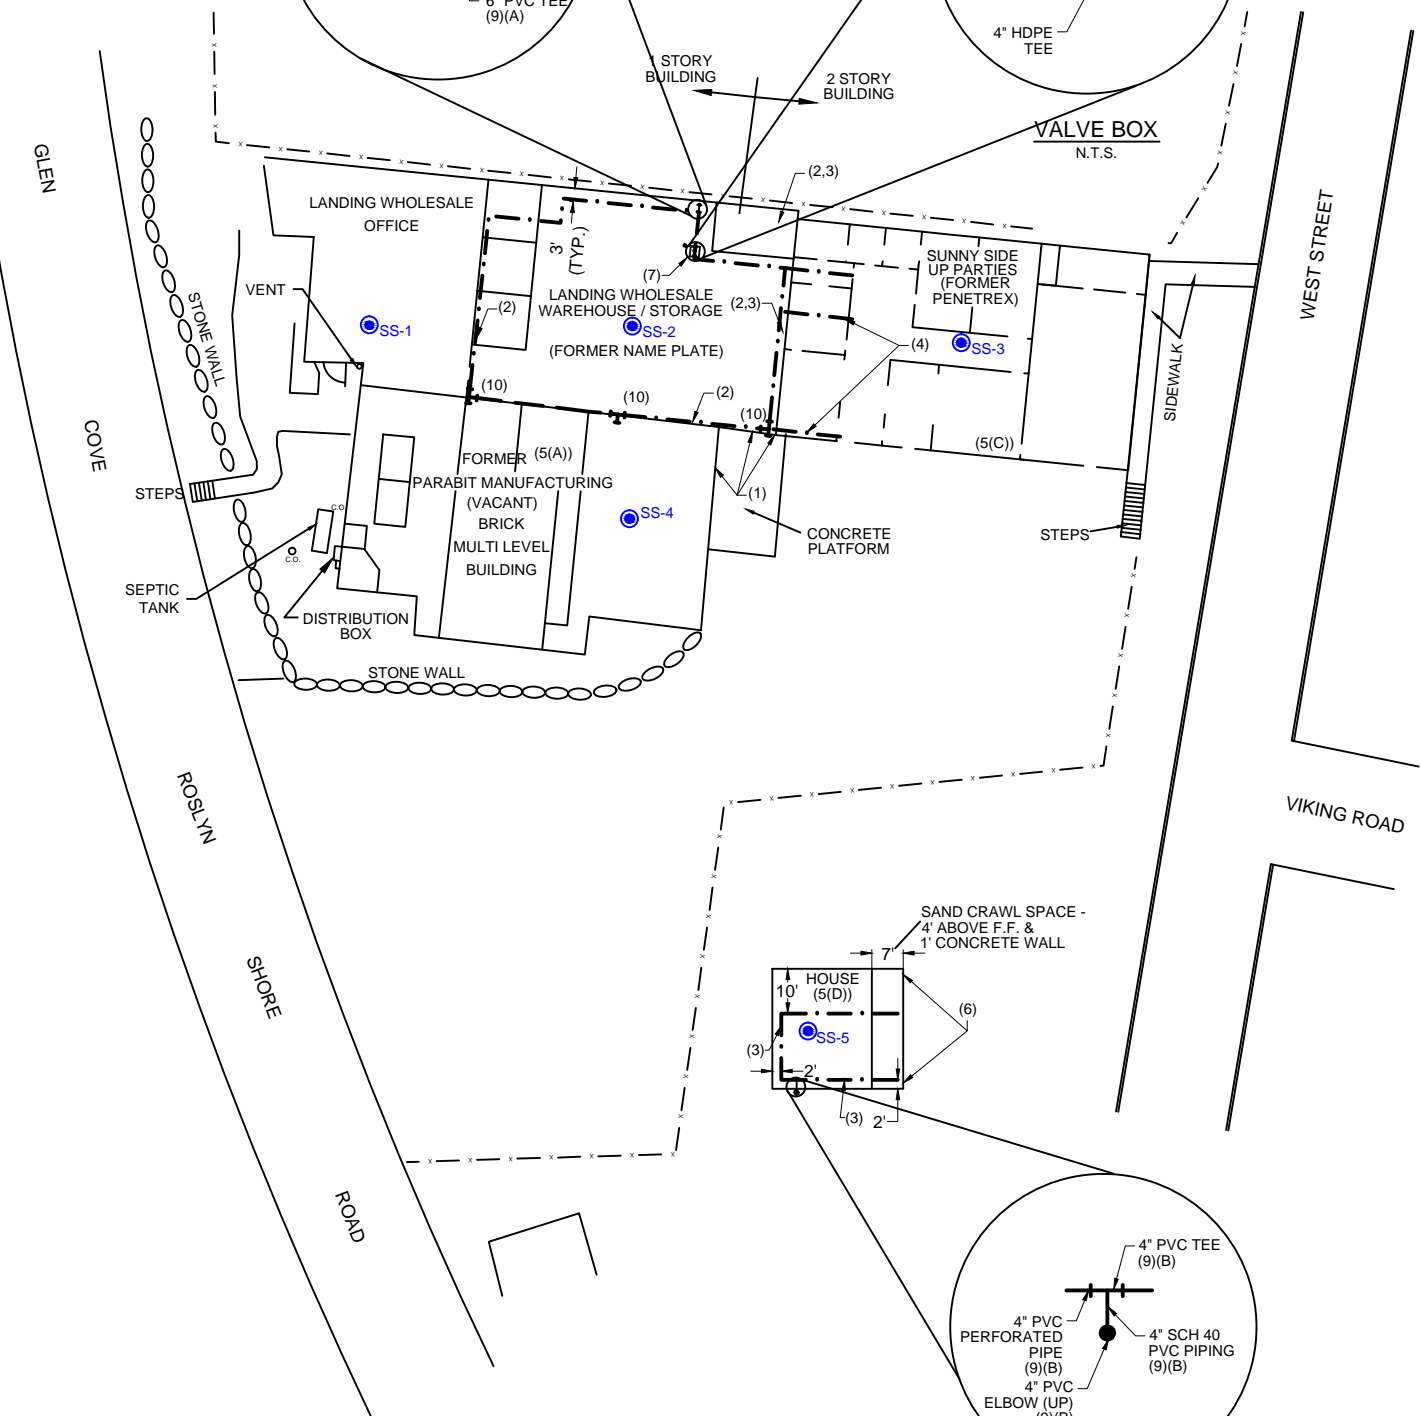 6" PVC TEE
(9)(A)
4" HDPE
TEE
1 STORY
BUILDING
2 STORY
BUILDING
VALVE BOX
N.T.S.
GLEN
COVE
ROSLYN
SHORE
ROAD
WEST STREET
VIKING ROAD
LANDING WHOLESALE
OFFICE
VENT
SS-1
STONE WALL
(2)
3'
(TYP.)
(7)
LANDING WHOLESALE
WAREHOUSE / STORAGE
SS-2
(FORMER NAME PLATE)
(2,3)
(2,3)
SUNNY SIDE
UP PARTIES
(FORMER
PENETREX)
SS-3
(4)
SIDEWALK
(10)
(10)
(2)
(10)
(5(C))
FORMER
(5(A))
PARABIT MANUFACTURING
(VACANT)
BRICK
MULTI LEVEL
BUILDING
SS-4
(1)
CONCRETE
PLATFORM
STEPS
STEPS
C.O.
C.O.
SEPTIC
TANK
DISTRIBUTION
BOX
STONE WALL
SAND CRAWL SPACE -
4' ABOVE F.F. &
1' CONCRETE WALL
7'
HOUSE
(5(D))
10'
(6)
SS-5
(3)
2'
(3)
2'
4" PVC TEE
(9)(B)
4" PVC
PERFORATED
PIPE
(9)(B)
4" SCH 40
PVC PIPING
(9)(B)
4" PVC
ELBOW (UP)
(9)(B)
x x x x x x x x x x x x x x x x x x x x x x x x x x x x x x x x x x x x x x